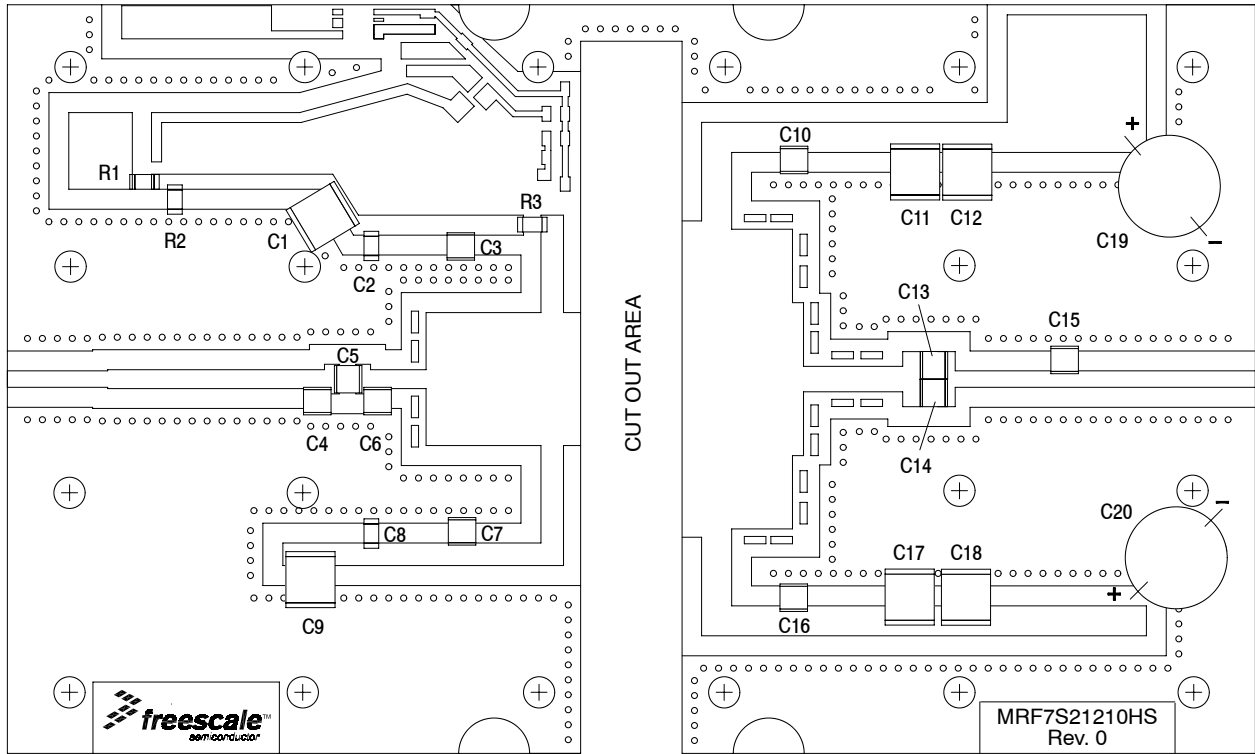 C10
+
R1
R3
C11 C12
R2
C1
C3
C19
−
C2
C13
C15
C5
CUT OUT AREA
C4 C6
C14
C20
−
C8 C7
C17 C18
+
C9
C16
freescale™
semiconductor
MRF7S21210HS
Rev. 0